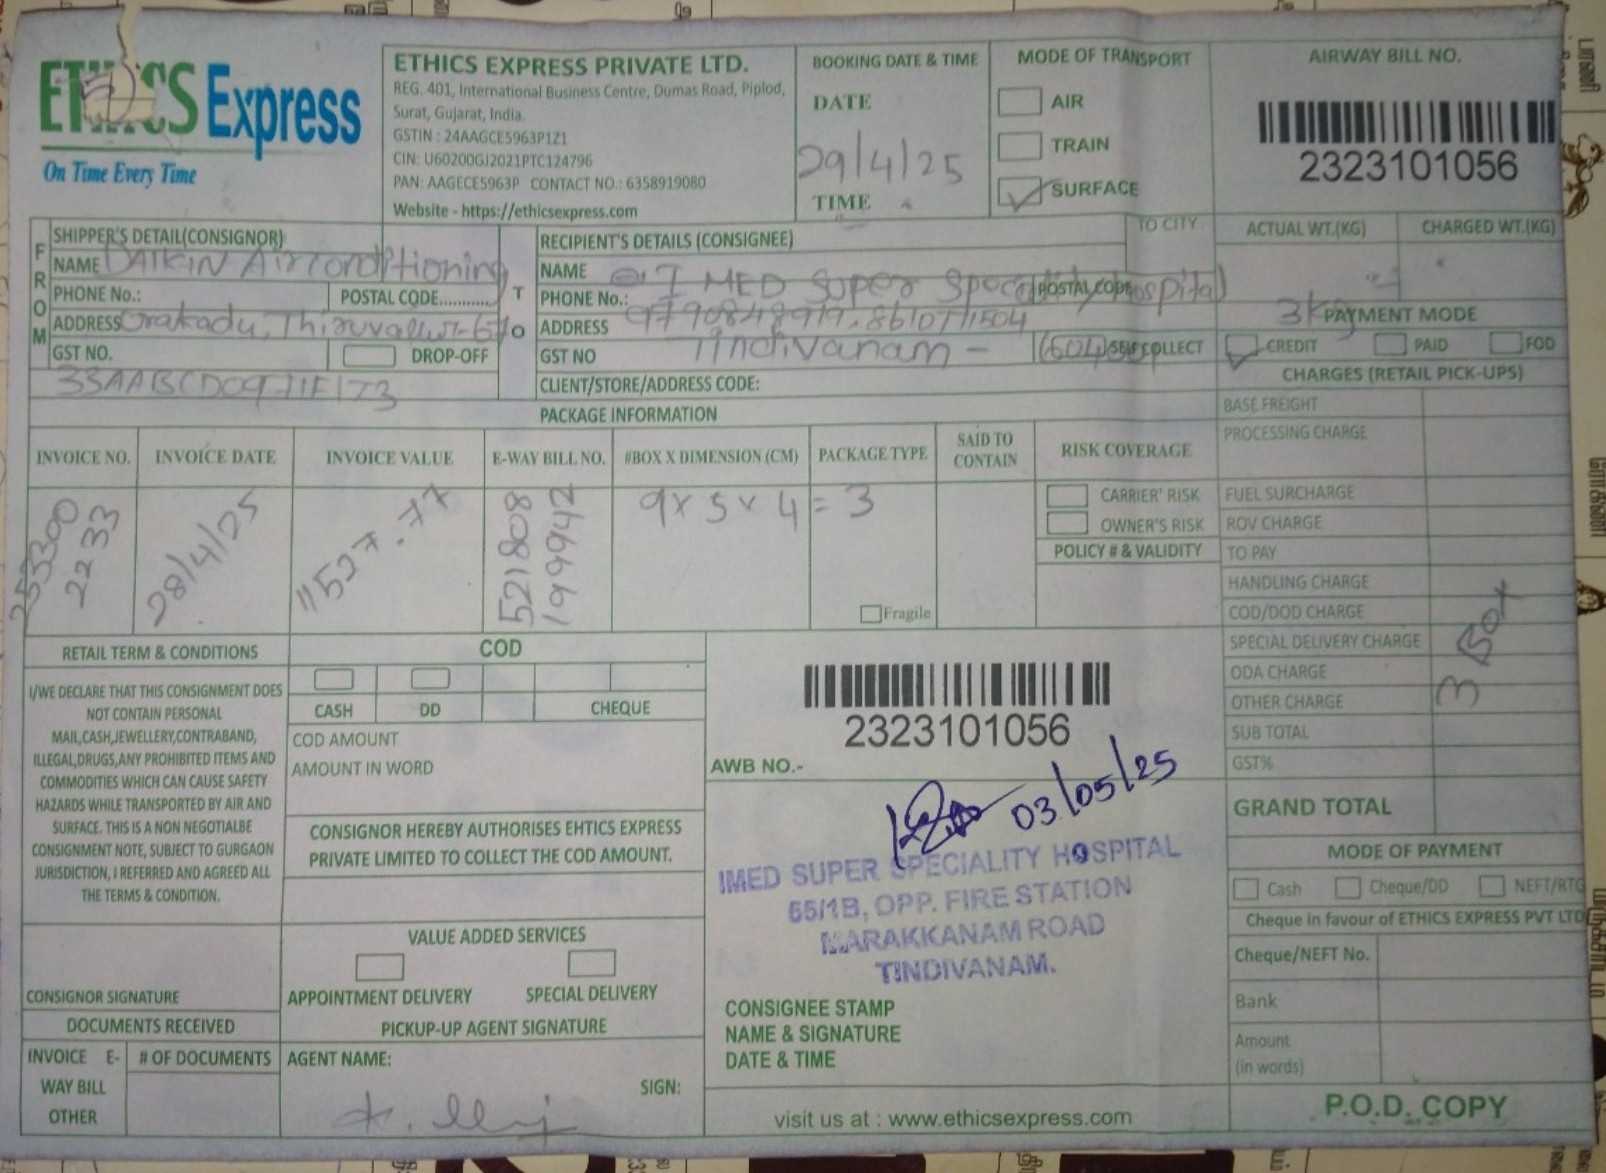 ETHICS Express
On Time Every Time
ETHICS EXPRESS PRIVATE LTD.
REG. 401, International Business Centre, Dumas Road, Piplod,
Surat, Gujarat, India.
GSTIN : 24AAGCE5963P1Z1
CIN: U60200GJ2021PTC124796
PAN: AAGECE5963P CONTACT NO.: 6358919080
Website - https://ethicsexpress.com
BOOKING DATE & TIME
DATE
29/4/25
TIME
MODE OF TRANSPORT
AIR
TRAIN
SURFACE
AIRWAY BILL NO.
2323101056
FROM
SHIPPER'S DETAIL(CONSIGNOR)
NAME DAIKIN Airconditioning
PHONE No.:
POSTAL CODE...........
ADDRESS Orakadu, Thiruvallur-67
GST NO.
DROP-OFF
TO
RECIPIENT'S DETAILS (CONSIGNEE)
TO CITY
NAME I MED Super Speciality Hospital
POSTAL CODE
PHONE No.:
ADDRESS
Tindivanam -
GST NO
SELF COLLECT
CLIENT/STORE/ADDRESS CODE:
ACTUAL WT.(KG)
CHARGED WT.(KG)
3kg
PAYMENT MODE
CREDIT
PAID
FOD
CHARGES (RETAIL PICK-UPS)
BASE FREIGHT
PROCESSING CHARGE
FUEL SURCHARGE
ROV CHARGE
TO PAY
HANDLING CHARGE
COD/DOD CHARGE
SPECIAL DELIVERY CHARGE
ODA CHARGE
OTHER CHARGE
SUB TOTAL
GST%
GRAND TOTAL
3 Box
PACKAGE INFORMATION
INVOICE NO.
INVOICE DATE
INVOICE VALUE
E-WAY BILL NO.
#BOX X DIMENSION (CM)
PACKAGE TYPE
SAID TO
CONTAIN
RISK COVERAGE
253300
2233
28/4/25
11527.77
521808
199942
9x5x4=3
Fragile
CARRIER' RISK
OWNER'S RISK
POLICY # & VALIDITY
RETAIL TERM & CONDITIONS
I/WE DECLARE THAT THIS CONSIGNMENT DOES
NOT CONTAIN PERSONAL
MAIL,CASH,JEWELLERY,CONTRABAND,
ILLEGAL,DRUGS,ANY PROHIBITED ITEMS AND
COMMODITIES WHICH CAN CAUSE SAFETY
HAZARDS WHILE TRANSPORTED BY AIR AND
SURFACE. THIS IS A NON NEGOTIALBE
CONSIGNMENT NOTE, SUBJECT TO GURGAON
JURISDICTION, I REFERRED AND AGREED ALL
THE TERMS & CONDITION.
CONSIGNOR SIGNATURE
DOCUMENTS RECEIVED
INVOICE E-
WAY BILL
OTHER
# OF DOCUMENTS
COD
CASH
DD
CHEQUE
COD AMOUNT
AMOUNT IN WORD
CONSIGNOR HEREBY AUTHORISES EHTICS EXPRESS
PRIVATE LIMITED TO COLLECT THE COD AMOUNT.
VALUE ADDED SERVICES
APPOINTMENT DELIVERY
SPECIAL DELIVERY
PICKUP-UP AGENT SIGNATURE
AGENT NAME:
SIGN:
2323101056
AWB NO.-
03/05/25
IMED SUPER SPECIALITY HOSPITAL
65/1B, OPP. FIRE STATION
MARAKKANAM ROAD
TINDIVANAM.
CONSIGNEE STAMP
NAME & SIGNATURE
DATE & TIME
visit us at : www.ethicsexpress.com
MODE OF PAYMENT
Cash
Cheque/DD
NEFT/RTG
Cheque in favour of ETHICS EXPRESS PVT LTD
Cheque/NEFT No.
Bank
Amount
(in words)
P.O.D. COPY